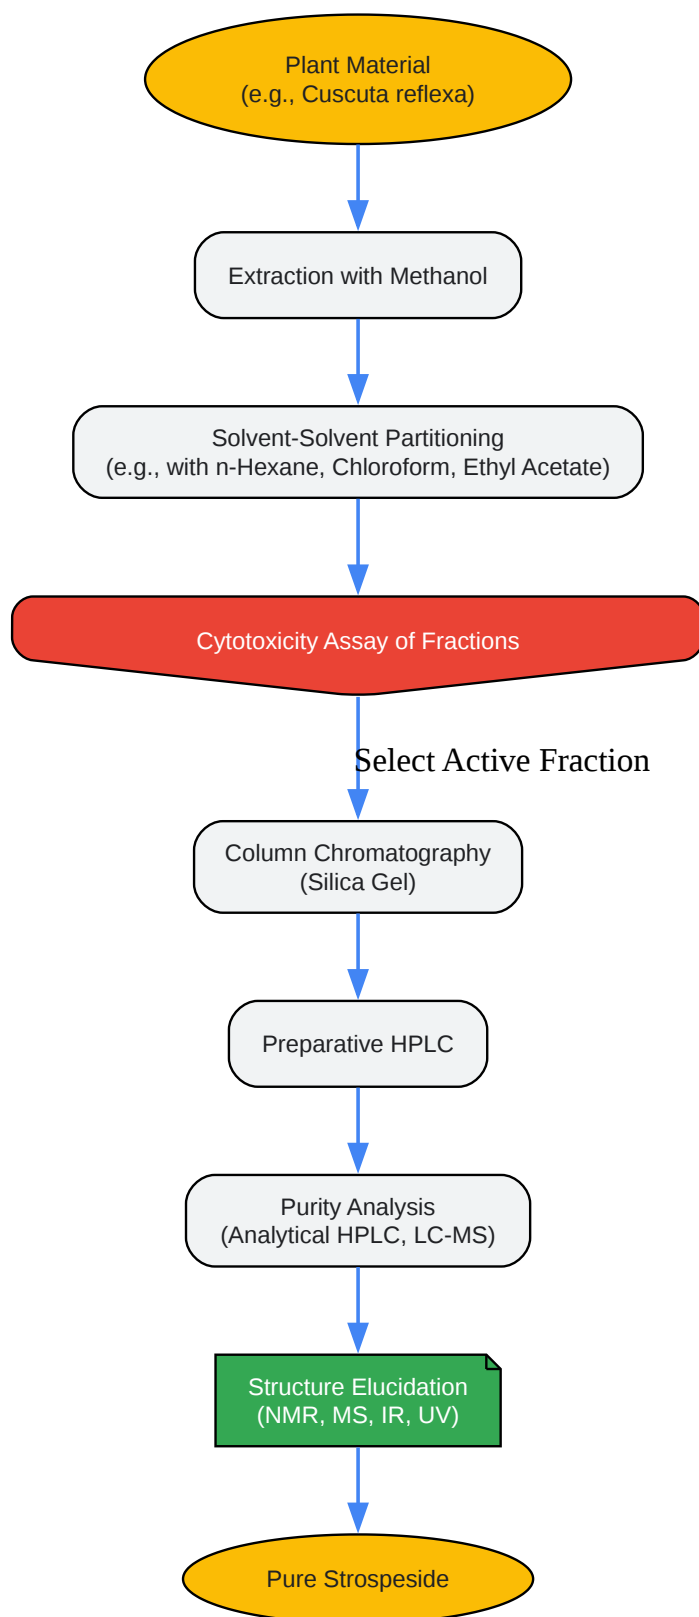 Plant Material
(e.g., Cuscuta reflexa)
Extraction with Methanol
Solvent-Solvent Partitioning
(e.g., with n-Hexane, Chloroform, Ethyl Acetate)
Cytotoxicity Assay of Fractions
Select Active Fraction
Column Chromatography
(Silica Gel)
Preparative HPLC
Purity Analysis
(Analytical HPLC, LC-MS)
Structure Elucidation
(NMR, MS, IR, UV)
Pure Strospeside